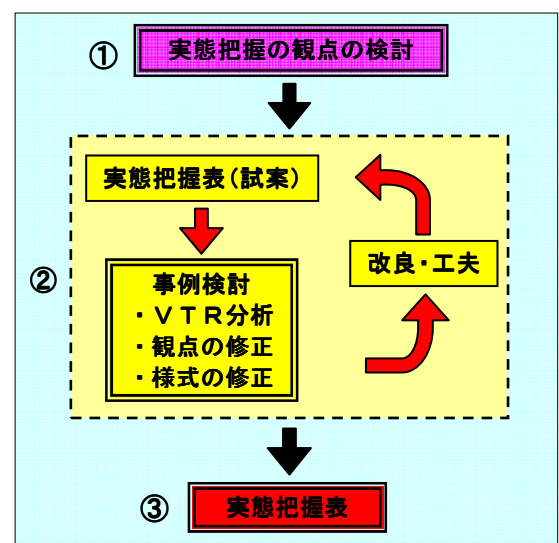 ① 実態把握の観点の検討
実態把握表(試案)
② 事例検討
・VTR分析
・観点の修正
・様式の修正
改良・工夫
③ 実態把握表